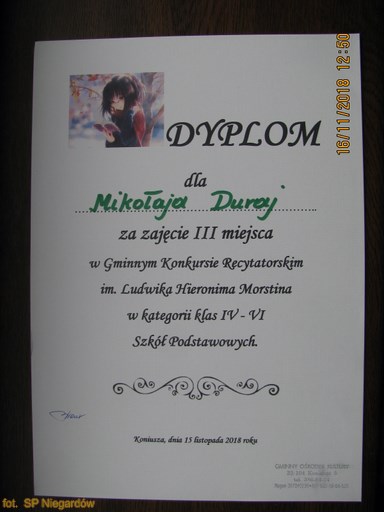 16/11/2018 12:50
DYPLOM
dla
Mikołaja Duraj
za zajęcie III miejsca
w Gminnym Konkursie Recytatorskim
im. Ludwika Hieronima Morstina
w kategorii klas IV - VI
Szkół Podstawowych.
Koniusza, dnia 15 listopada 2018 roku
fot. SP Niegardów